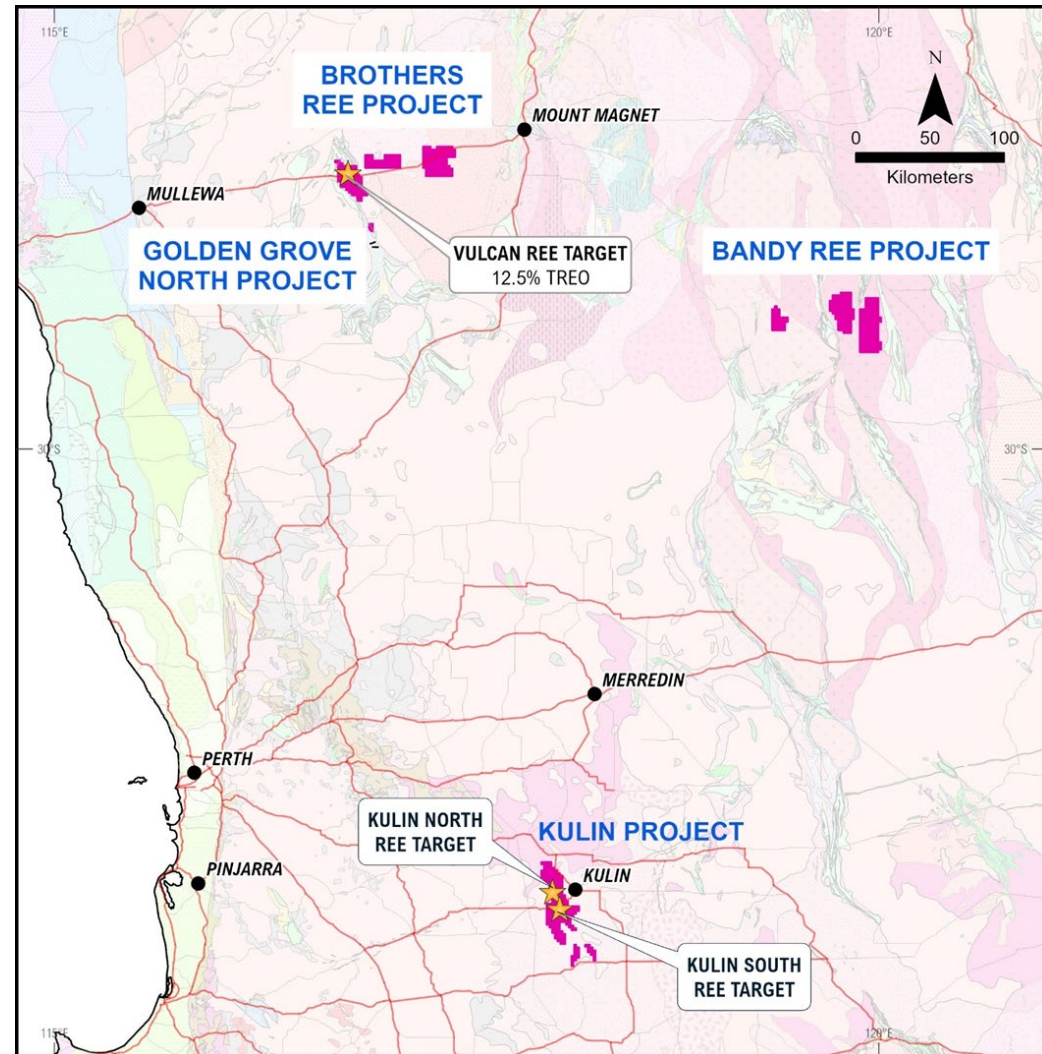 115°E
120°E
BROTHERS
REE PROJECT
N
0 50 100
Kilometers
MOUNT MAGNET
MULLEWA
GOLDEN GROVE
NORTH PROJECT
VULCAN REE TARGET
12.5% TREO
BANDY REE PROJECT
30°S
30°S
MERREDIN
PERTH
KULIN NORTH
REE TARGET
KULIN PROJECT
PINJARRA
KULIN
KULIN SOUTH
REE TARGET
115°E
120°E